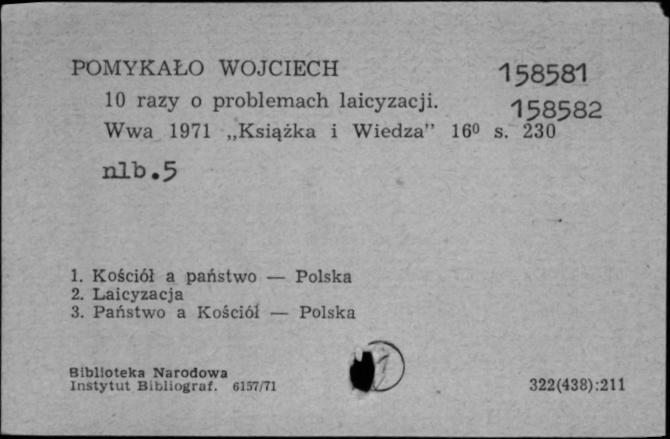 POMYKAŁO WOJCIECH 158581
10 razy o problemach laicyzacji. 158582
Wwa 1971 „Książka i Wiedza” 16⁰ s. 230
nlb.5
1. Kościół a państwo — Polska
2. Laicyzacja
3. Państwo a Kościół — Polska
Biblioteka Narodowa
Instytut Bibliograf. 6157/71 322(438):211